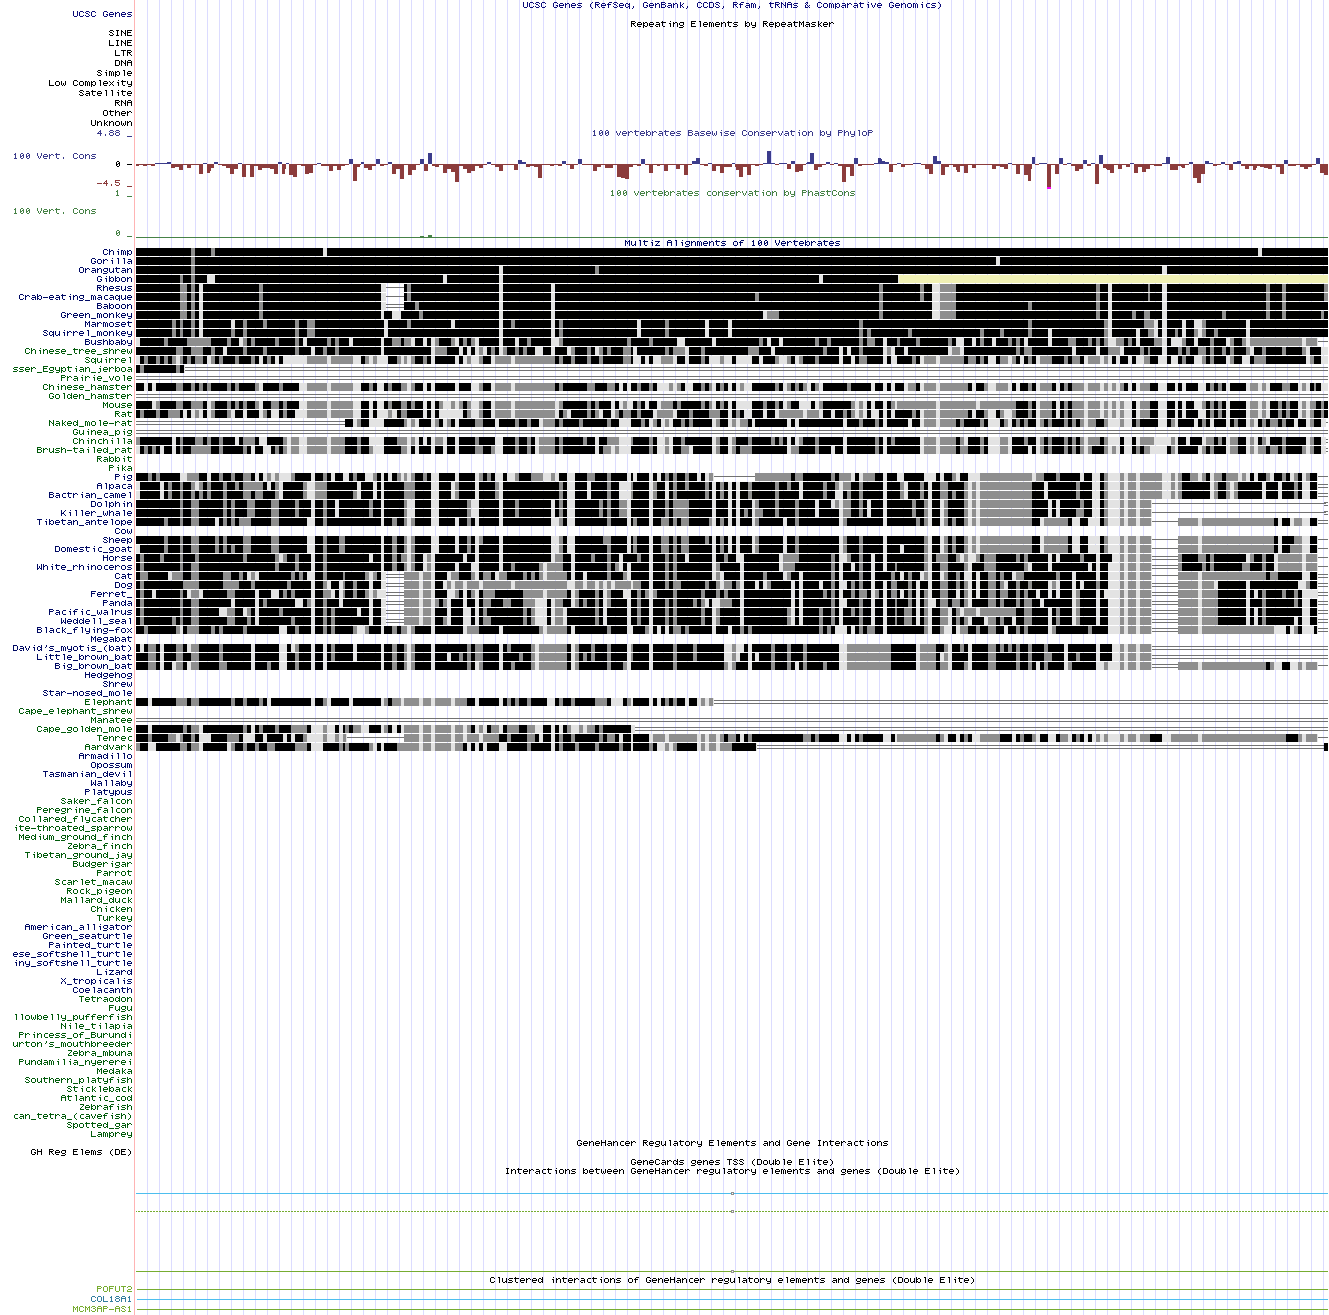 UCSC Genes (RefSeq, GenBank, CCDS, Rfam, tRNAs & Comparative Genomics)
UCSC Genes
Repeating Elements by RepeatMasker
SINE
LINE
LTR
DNA
Simple
Low Complexity
Satellite
RNA
Other
Unknown
4.88 _
100 vertebrates Basewise Conservation by PhyloP
100 Vert. Cons
0 -
-4.5 _
1 _
100 vertebrates conservation by PhastCons
100 Vert. Cons
0 _
Multiz Alignments of 100 Vertebrates
Chimp
Gorilla
Orangutan
Gibbon
Rhesus
Crab-eating_macaque
Baboon
Green_monkey
Marmoset
Squirrel_monkey
Bushbaby
Chinese_tree_shrew
Squirrel
sser_Egyptian_jerboa
Prairie_vole
Chinese_hamster
Golden_hamster
Mouse
Rat
Naked_mole-rat
Guinea_pig
Chinchilla
Brush-tailed_rat
Rabbit
Pika
Pig
Alpaca
Bactrian_camel
Dolphin
Killer_whale
Tibetan_antelope
Cow
Sheep
Domestic_goat
Horse
White_rhinoceros
Cat
Dog
Ferret_
Panda
Pacific_walrus
Weddell_seal
Black_flying-fox
Megabat
David's_myotis_(bat)
Little_brown_bat
Big_brown_bat
Hedgehog
Shrew
Star-nosed_mole
Elephant
Cape_elephant_shrew
Manatee
Cape_golden_mole
Tenrec
Aardvark
Armadillo
Opossum
Tasmanian_devil
Wallaby
Platypus
Saker_falcon
Peregrine_falcon
Collared_flycatcher
ite-throated_sparrow
Medium_ground_finch
Zebra_finch
Tibetan_ground_jay
Budgerigar
Parrot
Scarlet_macaw
Rock_pigeon
Mallard_duck
Chicken
Turkey
American_alligator
Green_seaturtle
Painted_turtle
ese_softshell_turtle
iny_softshell_turtle
Lizard
X_tropicalis
Coelacanth
Tetraodon
Fugu
llowbelly_pufferfish
Nile_tilapia
Princess_of_Burundi
urton's_mouthbreeder
Zebra_mbuna
Pundamilia_nyererei
Medaka
Southern_platyfish
Stickleback
Atlantic_cod
Zebrafish
can_tetra_(cavefish)
Spotted_gar
Lamprey
GeneHancer Regulatory Elements and Gene Interactions
GH Reg Elems (DE)
GeneCards genes TSS (Double Elite)
Interactions between GeneHancer regulatory elements and genes (Double Elite)
Clustered interactions of GeneHancer regulatory elements and genes (Double Elite)
POFUT2
COL18A1
MCM3AP-AS1